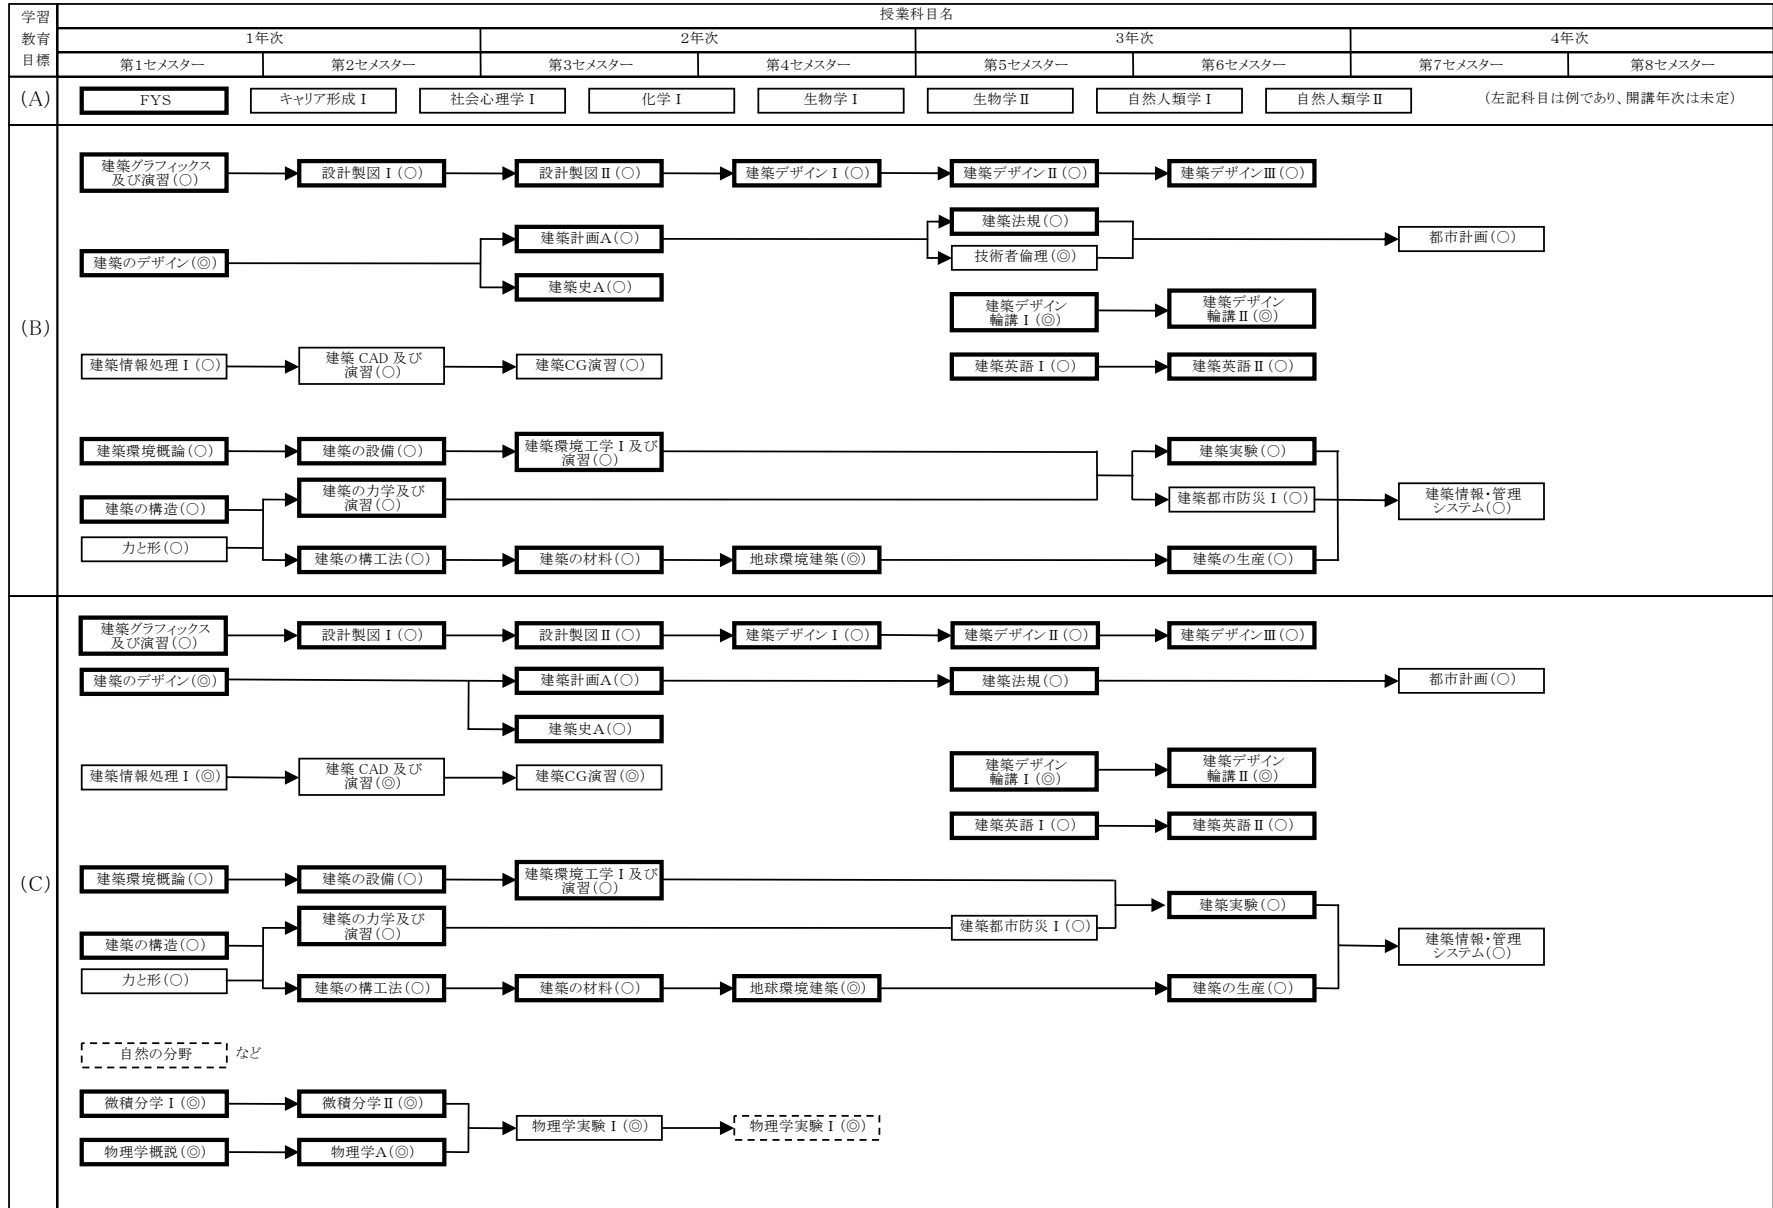 学習
教育
目標
授業科目名
1年次
2年次
3年次
4年次
第1セメスター
第2セメスター
第3セメスター
第4セメスター
第5セメスター
第6セメスター
第7セメスター
第8セメスター
(A)
FYS
キャリア形成Ⅰ
社会心理学Ⅰ
化学Ⅰ
生物学Ⅰ
生物学Ⅱ
自然人類学Ⅰ
自然人類学Ⅱ
(左記科目は例であり、開講年次は未定)
(B)
建築グラフィックス
及び演習(○)
設計製図Ⅰ(○)
設計製図Ⅱ(○)
建築デザインⅠ(○)
建築デザインⅡ(○)
建築デザインⅢ(○)
建築のデザイン(◎)
建築計画A(○)
建築史A(○)
建築法規(○)
技術者倫理(◎)
都市計画(○)
建築デザイン
輪講Ⅰ(◎)
建築デザイン
輪講Ⅱ(◎)
建築情報処理Ⅰ(○)
建築 CAD 及び
演習(○)
建築CG演習(○)
建築英語Ⅰ(○)
建築英語Ⅱ(○)
建築環境概論(○)
建築の設備(○)
建築環境工学Ⅰ及び
演習(○)
建築実験(○)
建築の構造(○)
建築の力学及び
演習(○)
建築都市防災Ⅰ(○)
建築情報・管理
システム(○)
力と形(○)
建築の構工法(○)
建築の材料(○)
地球環境建築(◎)
建築の生産(○)
(C)
建築グラフィックス
及び演習(○)
設計製図Ⅰ(○)
設計製図Ⅱ(○)
建築デザインⅠ(○)
建築デザインⅡ(○)
建築デザインⅢ(○)
建築のデザイン(◎)
建築計画A(○)
建築法規(○)
都市計画(○)
建築史A(○)
建築情報処理Ⅰ(◎)
建築 CAD 及び
演習(◎)
建築CG演習(◎)
建築デザイン
輪講Ⅰ(◎)
建築デザイン
輪講Ⅱ(◎)
建築英語Ⅰ(○)
建築英語Ⅱ(○)
建築環境概論(○)
建築の設備(○)
建築環境工学Ⅰ及び
演習(○)
建築の構造(○)
建築の力学及び
演習(○)
建築都市防災Ⅰ(○)
建築実験(○)
建築情報・管理
システム(○)
力と形(○)
建築の構工法(○)
建築の材料(○)
地球環境建築(◎)
建築の生産(○)
自然の分野 など
微積分学Ⅰ(◎)
微積分学Ⅱ(◎)
物理学実験Ⅰ(◎)
物理学実験Ⅰ(◎)
物理学概説(◎)
物理学A(◎)